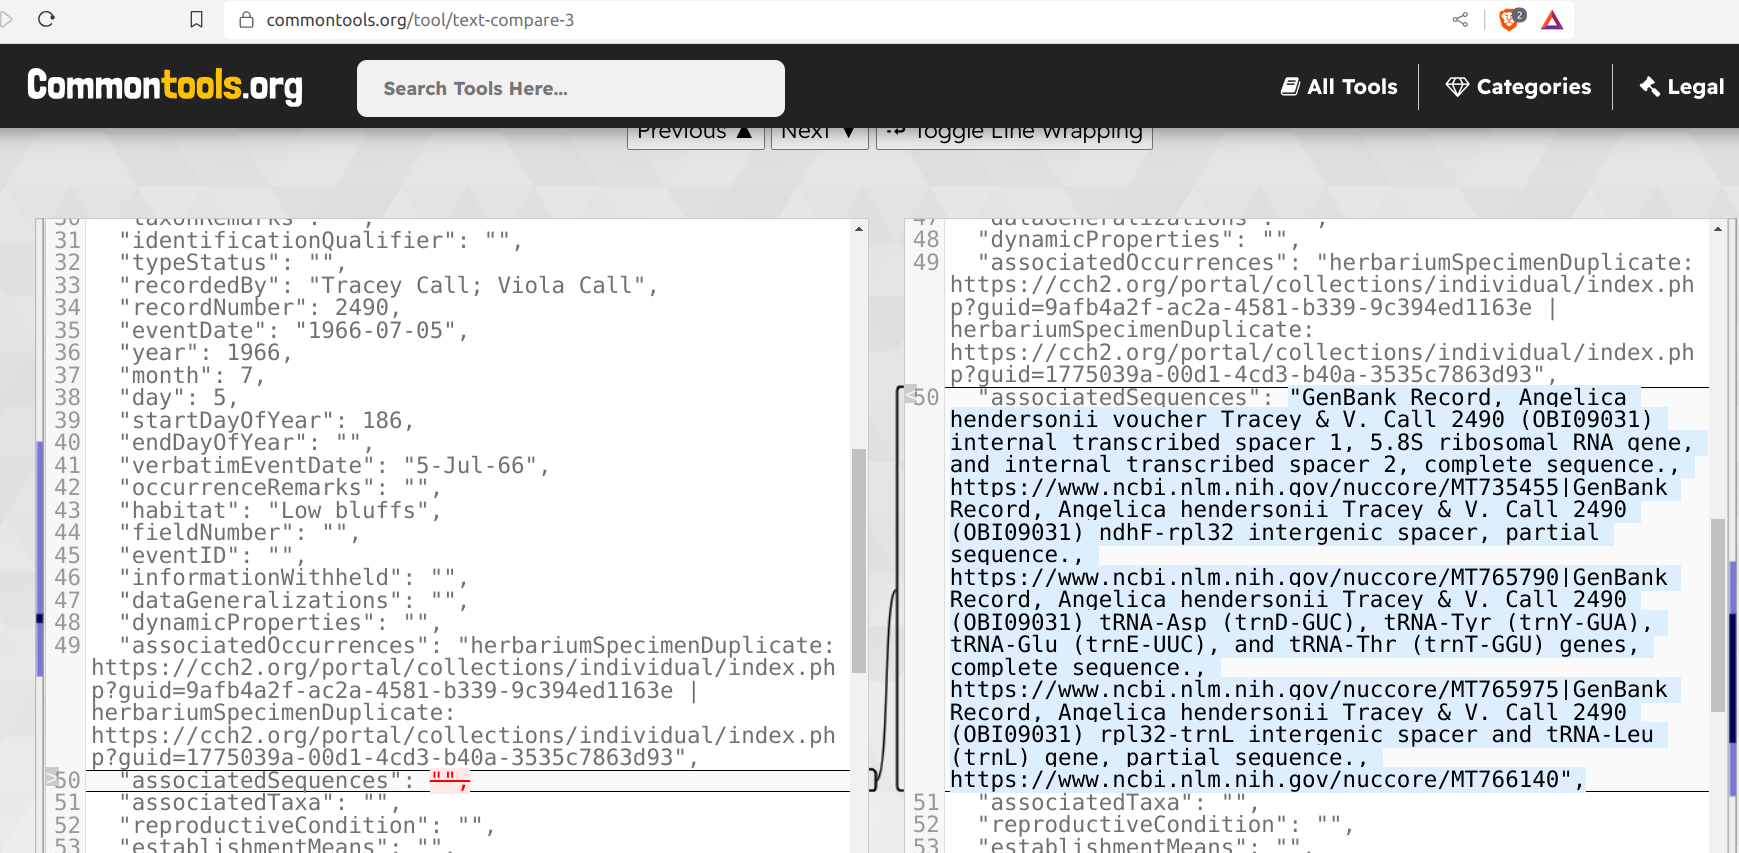 commontools.org/tool/text-compare-3
2
Commontools.org
Search Tools Here...
All Tools
Categories
Legal
Previous ▲
Next ▼
Toggle Line Wrapping
30 "taxonRemarks": "",
31 "identificationQualifier": "",
32 "typeStatus": "",
33 "recordedBy": "Tracey Call; Viola Call",
34 "recordNumber": 2490,
35 "eventDate": "1966-07-05",
36 "year": 1966,
37 "month": 7,
38 "day": 5,
39 "startDayOfYear": 186,
40 "endDayOfYear": "",
41 "verbatimEventDate": "5-Jul-66",
42 "occurrenceRemarks": "",
43 "habitat": "Low bluffs",
44 "fieldNumber": "",
45 "eventID": "",
46 "informationWithheld": "",
47 "dataGeneralizations": "",
48 "dynamicProperties": "",
49 "associatedOccurrences": "herbariumSpecimenDuplicate:
https://cch2.org/portal/collections/individual/index.ph
p?guid=9afb4a2f-ac2a-4581-b339-9c394ed1163e |
herbariumSpecimenDuplicate:
https://cch2.org/portal/collections/individual/index.ph
p?guid=1775039a-00d1-4cd3-b40a-3535c7863d93",
50 "associatedSequences": "",
51 "associatedTaxa": "",
52 "reproductiveCondition": "",
53 "establishmentMeans": "",
47 "dataGeneralizations": "",
48 "dynamicProperties": "",
49 "associatedOccurrences": "herbariumSpecimenDuplicate:
https://cch2.org/portal/collections/individual/index.ph
p?guid=9afb4a2f-ac2a-4581-b339-9c394ed1163e |
herbariumSpecimenDuplicate:
https://cch2.org/portal/collections/individual/index.ph
p?guid=1775039a-00d1-4cd3-b40a-3535c7863d93",
50 "associatedSequences": "GenBank Record, Angelica
hendersonii voucher Tracey & V. Call 2490 (OBI09031)
internal transcribed spacer 1, 5.8S ribosomal RNA gene,
and internal transcribed spacer 2, complete sequence.,
https://www.ncbi.nlm.nih.gov/nuccore/MT735455|GenBank
Record, Angelica hendersonii Tracey & V. Call 2490
(OBI09031) ndhF-rpl32 intergenic spacer, partial
sequence.,
https://www.ncbi.nlm.nih.gov/nuccore/MT765790|GenBank
Record, Angelica hendersonii Tracey & V. Call 2490
(OBI09031) tRNA-Asp (trnD-GUC), tRNA-Tyr (trnY-GUA),
tRNA-Glu (trnE-UUC), and tRNA-Thr (trnT-GGU) genes,
complete sequence.,
https://www.ncbi.nlm.nih.gov/nuccore/MT765975|GenBank
Record, Angelica hendersonii Tracey & V. Call 2490
(OBI09031) rpl32-trnL intergenic spacer and tRNA-Leu
(trnL) gene, partial sequence.,
https://www.ncbi.nlm.nih.gov/nuccore/MT766140",
51 "associatedTaxa": "",
52 "reproductiveCondition": "",
53 "establishmentMeans": "",